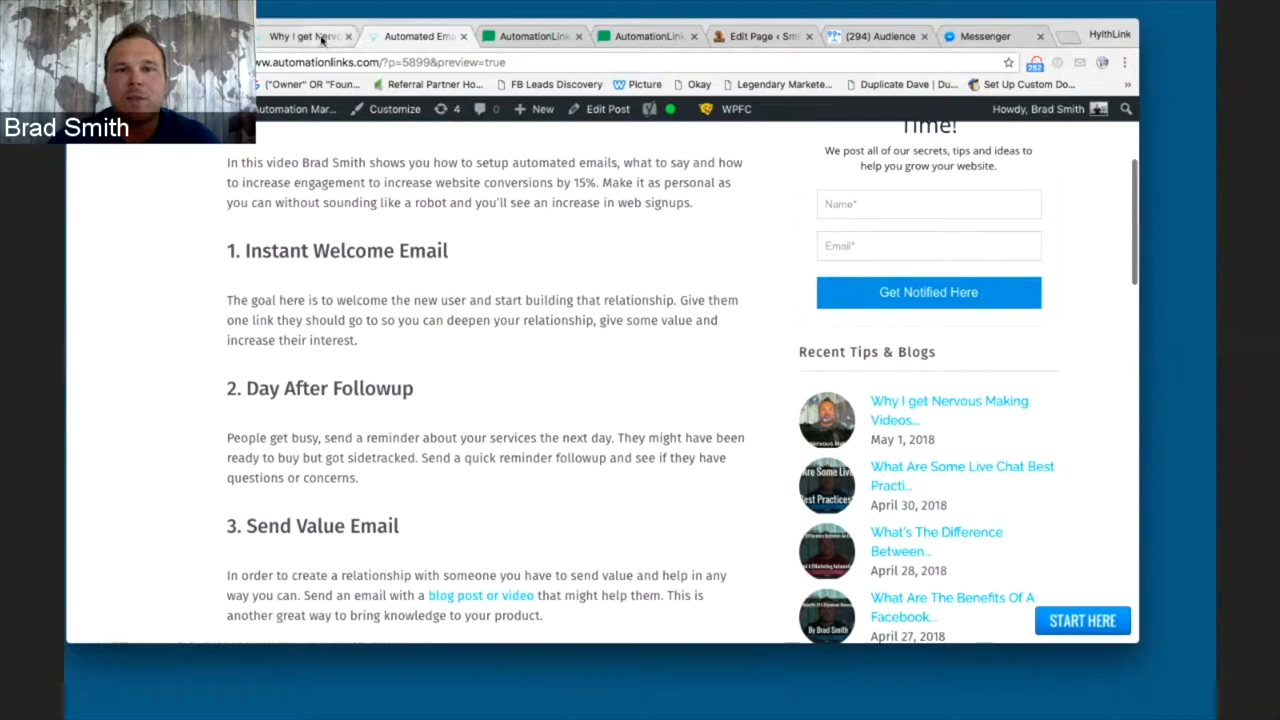 Brad Smith
Why I get Nervo
Automated Ema
AutomationLink
AutomationLink
Edit Page ‹ Smi
(294) Audience
Messenger
HylthLink
ww.automationlinks.com/?p=5899&preview=true
292
("Owner" OR "Foun...
Referral Partner Ho...
FB Leads Discovery
Picture
Okay
Legendary Markete...
Duplicate Dave | Du...
Set Up Custom Do...
»
Automation Mar...
Customize
4
0
New
Edit Post
WPFC
Howdy, Brad Smith
In this video Brad Smith shows you how to setup automated emails, what to say and how
to increase engagement to increase website conversions by 15%. Make it as personal as
you can without sounding like a robot and you'll see an increase in web signups.
1. Instant Welcome Email
The goal here is to welcome the new user and start building that relationship. Give them
one link they should go to so you can deepen your relationship, give some value and
increase their interest.
2. Day After Followup
People get busy, send a reminder about your services the next day. They might have been
ready to buy but got sidetracked. Send a quick reminder followup and see if they have
questions or concerns.
3. Send Value Email
In order to create a relationship with someone you have to send value and help in any
way you can. Send an email with a blog post or video that might help them. This is
another great way to bring knowledge to your product.
Time!
We post all of our secrets, tips and ideas to
help you grow your website.
Name*
Email*
Get Notified Here
Recent Tips & Blogs
Why I get Nervous Making
Videos...
May 1, 2018
What Are Some Live Chat Best
Practi...
April 30, 2018
What's The Difference
Between...
April 28, 2018
What Are The Benefits Of A
Facebook...
April 27, 2018
START HERE